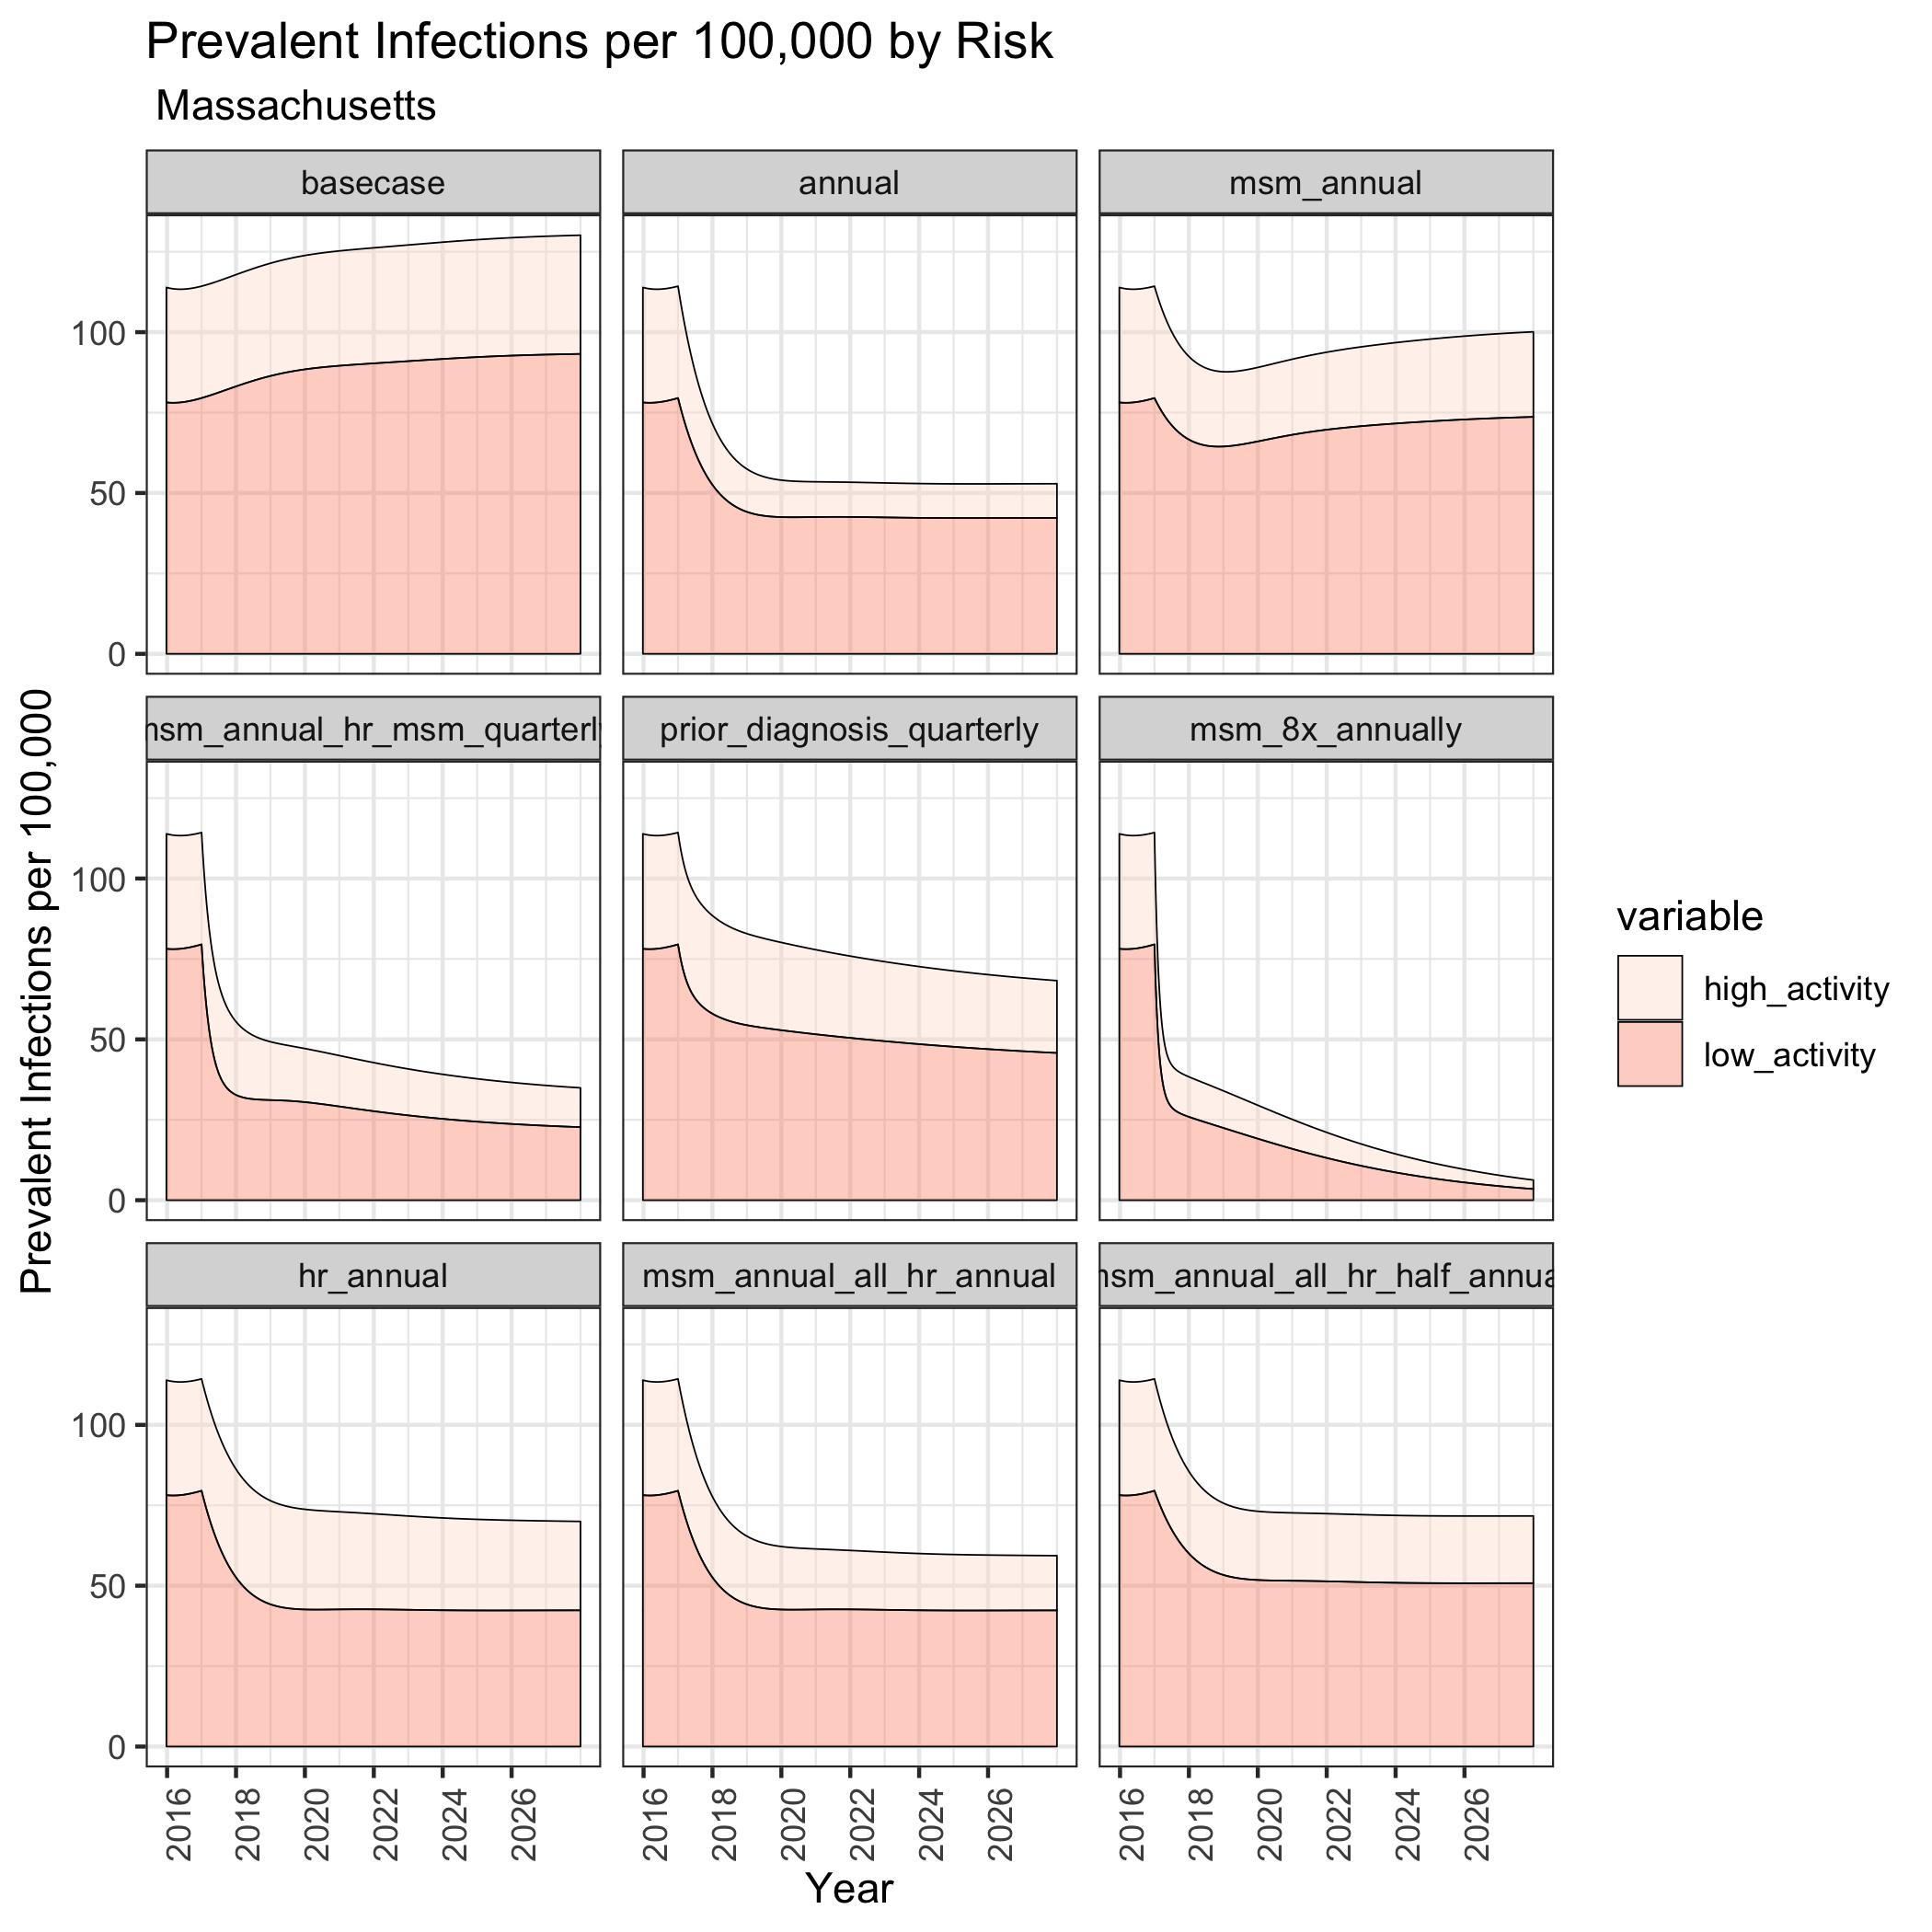 Prevalent Infections per 100,000 by Risk
Massachusetts
basecase
annual
msm_annual
100
50
0
msm_annual_hr_msm_quarterly
prior_diagnosis_quarterly
msm_8x_annually
100
50
0
hr_annual
msm_annual_all_hr_annual
msm_annual_all_hr_half_annual
100
50
0
2016 2018 2020 2022 2024 2026
2016 2018 2020 2022 2024 2026
2016 2018 2020 2022 2024 2026
Year
Prevalent Infections per 100,000
variable
high_activity
low_activity